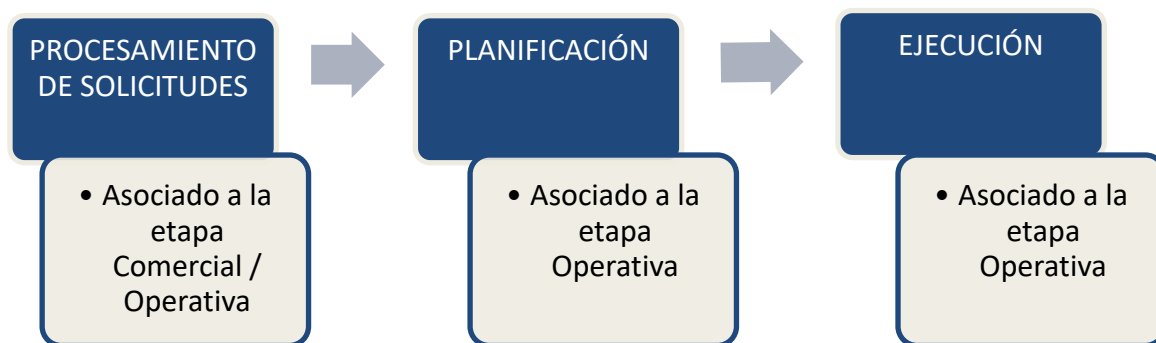 PROCESAMIENTO
DE SOLICITUDES
• Asociado a la
etapa
Comercial /
Operativa
PLANIFICACIÓN
• Asociado a la
etapa
Operativa
EJECUCIÓN
• Asociado a la
etapa
Operativa